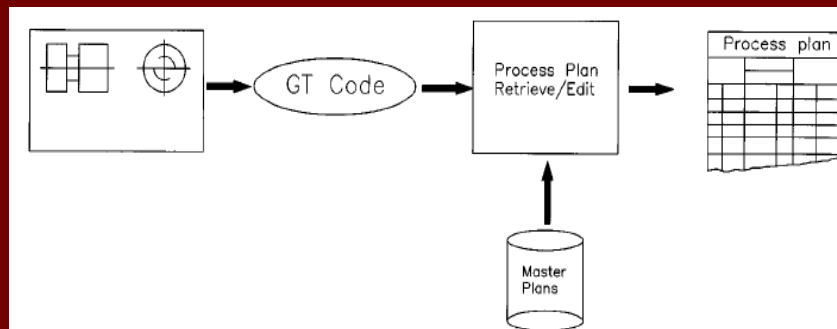 GT Code
Process Plan
Retrieve/Edit
Process plan
Master
Plans